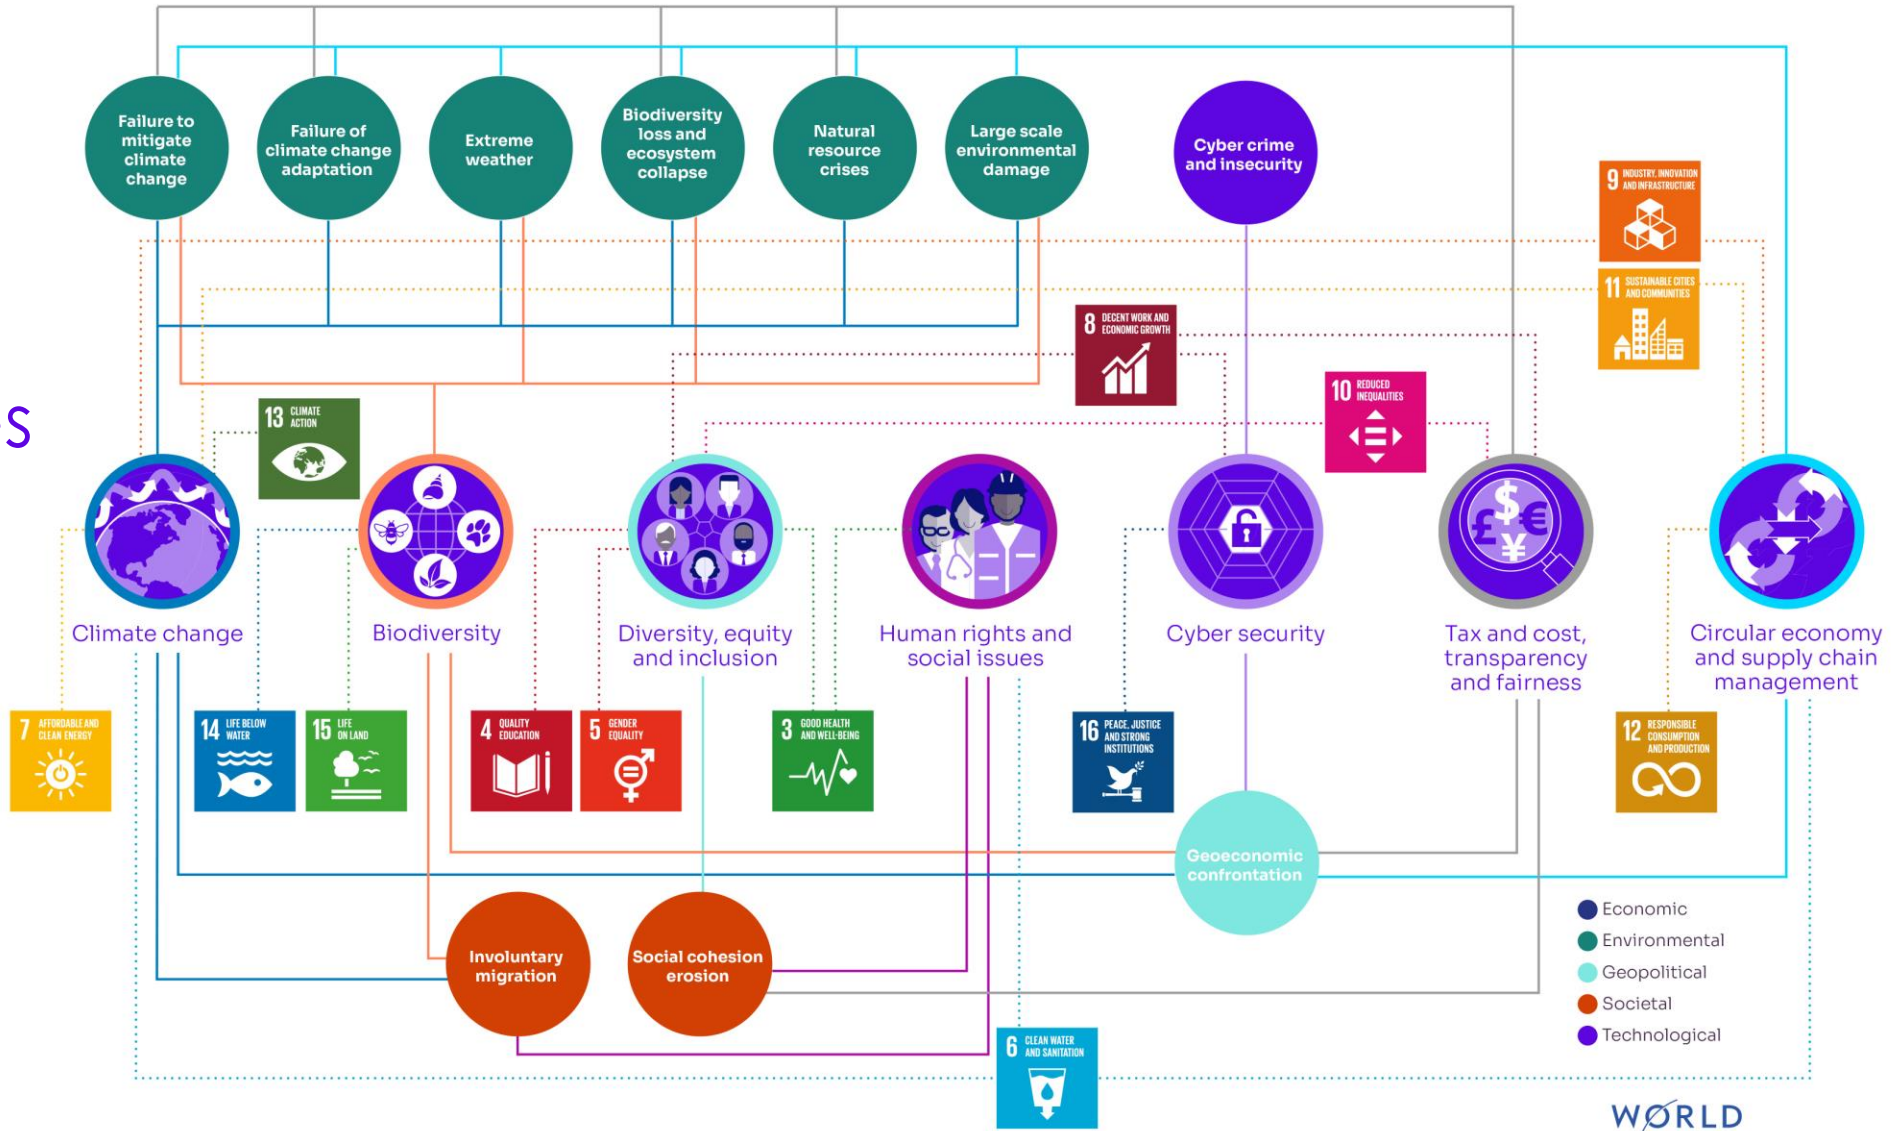 Failure to
mitigate
climate
change
Failure of
climate change
adaptation
Extreme
weather
Biodiversity
loss and
ecosystem
collapse
Natural
resource
crises
Large scale
environmental
damage
Cyber crime
and insecurity
9 INDUSTRY, INNOVATION
AND INFRASTRUCTURE
11 SUSTAINABLE CITIES
AND COMMUNITIES
8 DECENT WORK AND
ECONOMIC GROWTH
10 REDUCED
INEQUALITIES
13 CLIMATE
ACTION
s
$
£ €
¥
Climate change
Biodiversity
Diversity, equity
and inclusion
Human rights and
social issues
Cyber security
Tax and cost,
transparency
and fairness
Circular economy
and supply chain
management
7 AFFORDABLE AND
CLEAN ENERGY
14 LIFE BELOW
WATER
15 LIFE
ON LAND
4 QUALITY
EDUCATION
5 GENDER
EQUALITY
3 GOOD HEALTH
AND WELL-BEING
16 PEACE, JUSTICE
AND STRONG
INSTITUTIONS
12 RESPONSIBLE
CONSUMPTION
AND PRODUCTION
Geoeconomic
confrontation
Involuntary
migration
Social cohesion
erosion
Economic
Environmental
Geopolitical
Societal
Technological
6 CLEAN WATER
AND SANITATION
WORLD